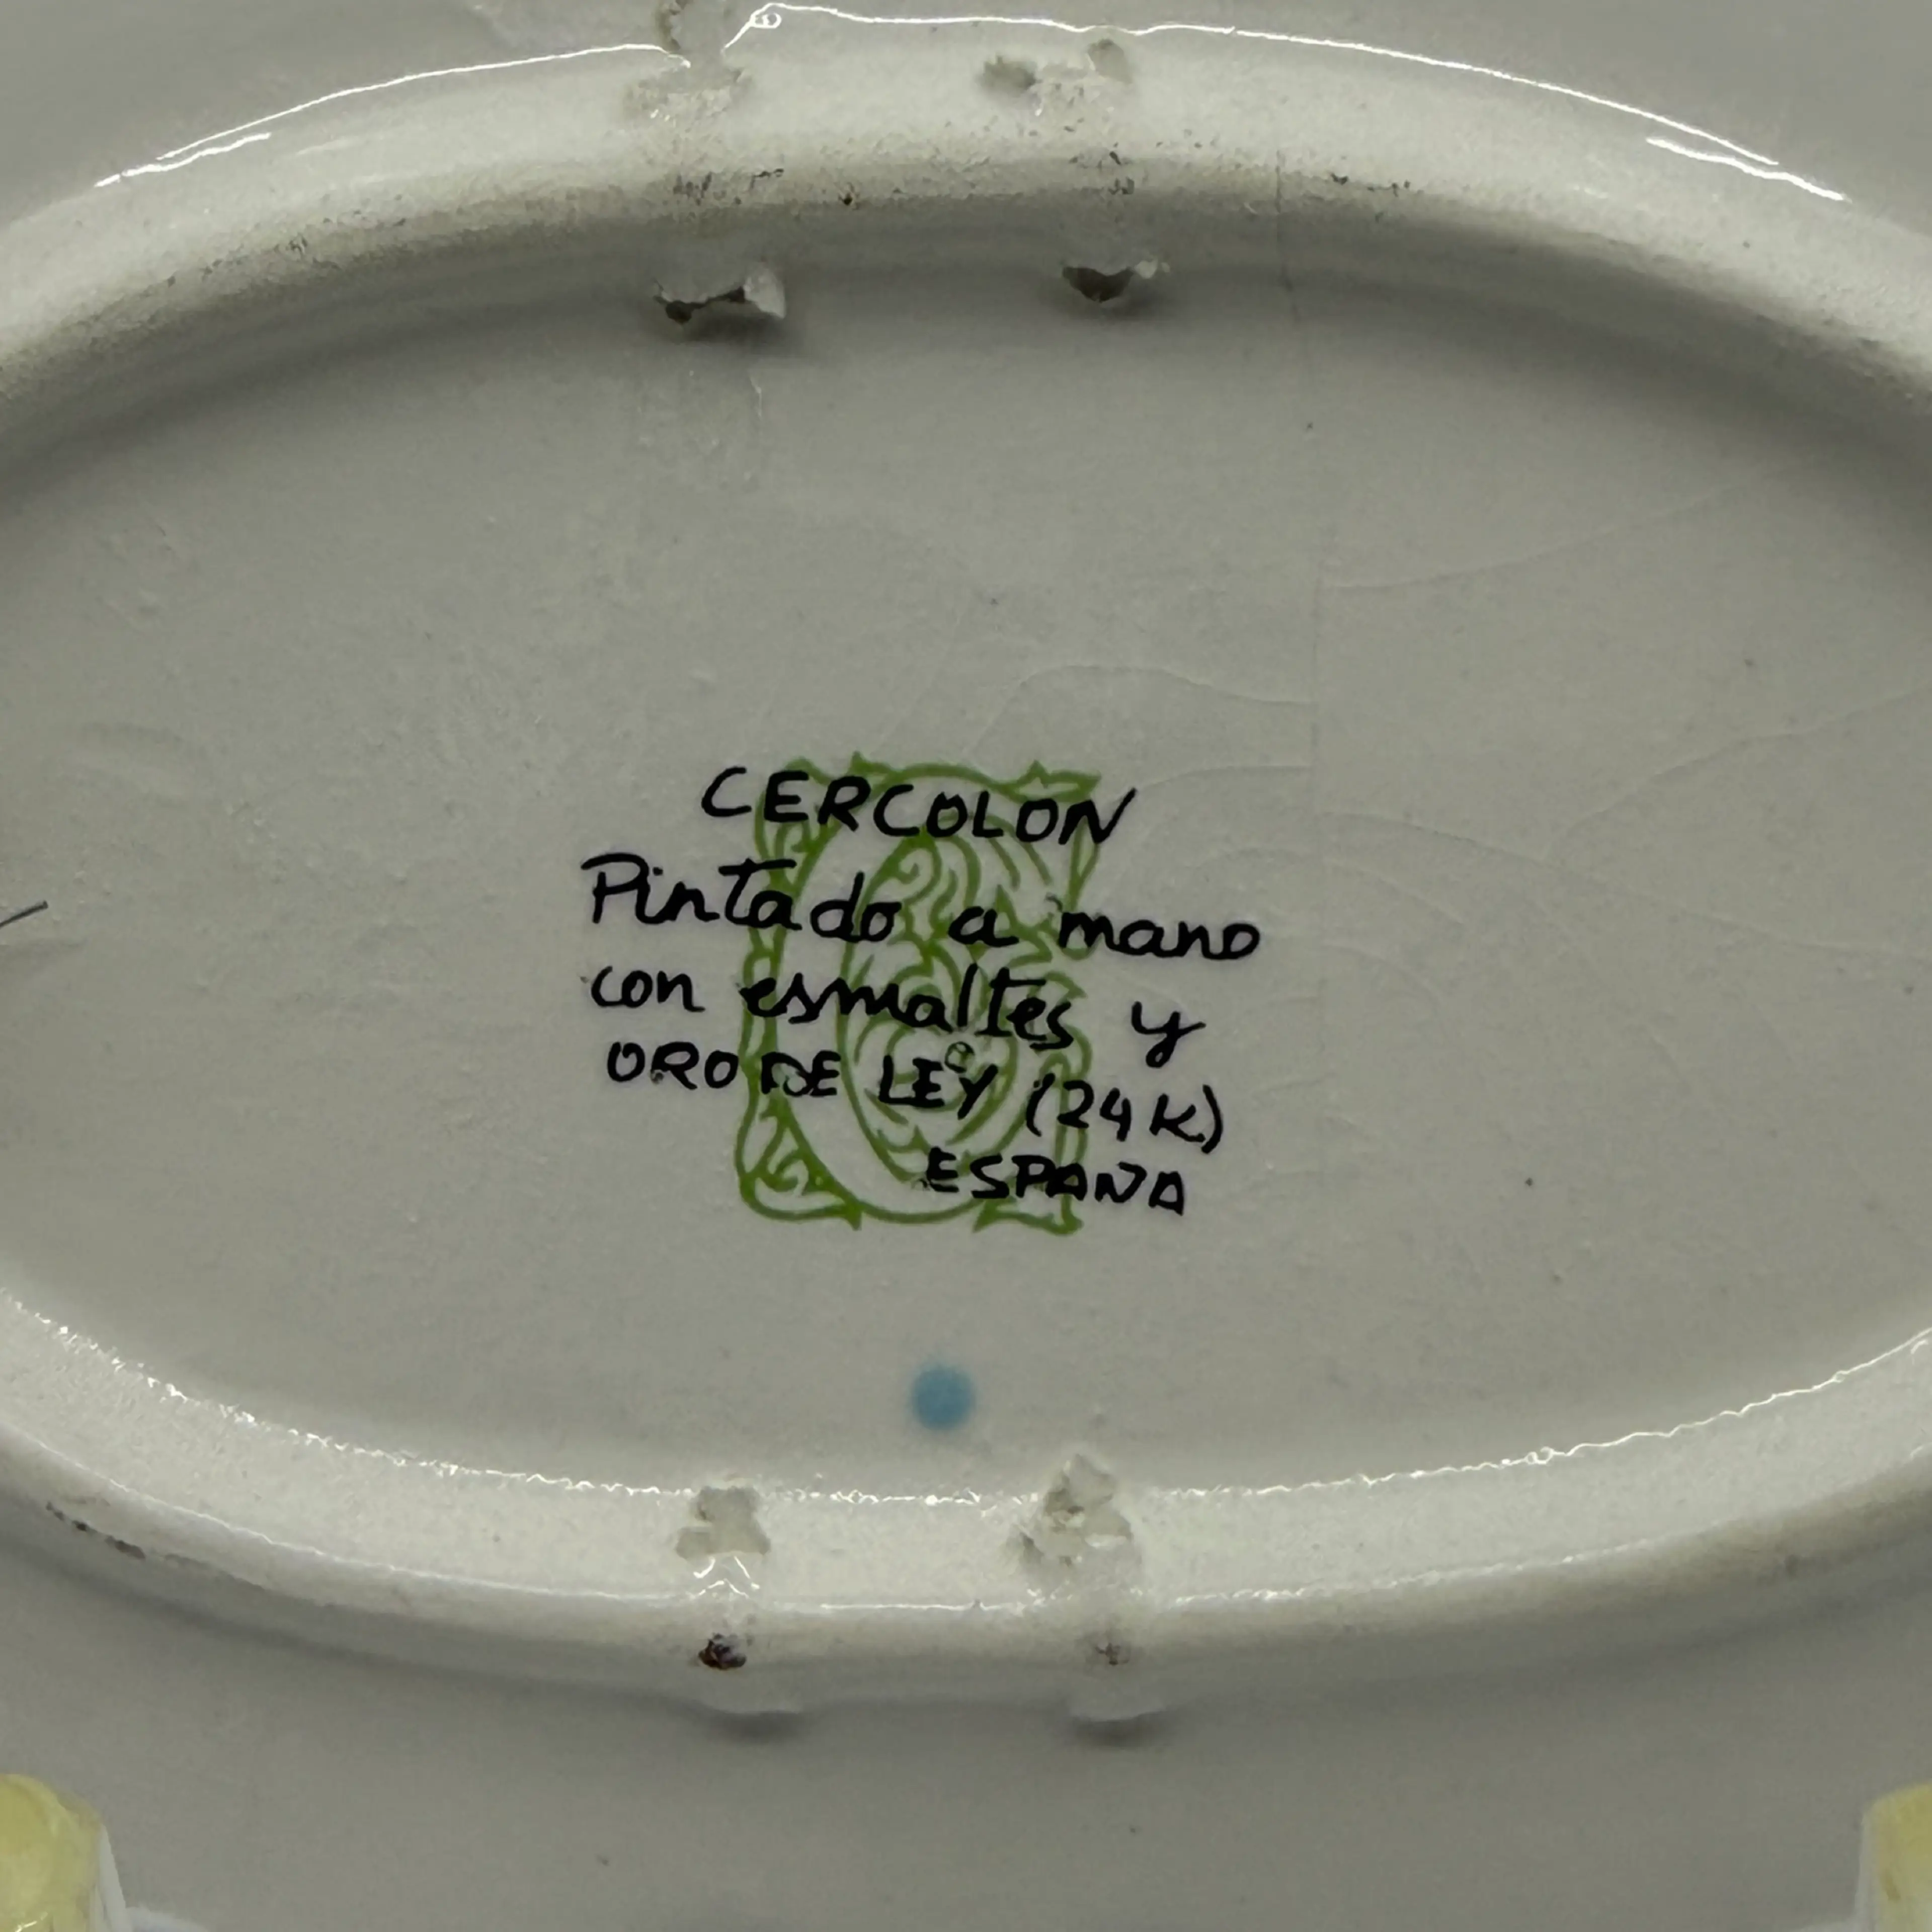 CERCOLON
Pintado a mano
con esmaltes y
ORO DE LEY (24K)
ESPANA